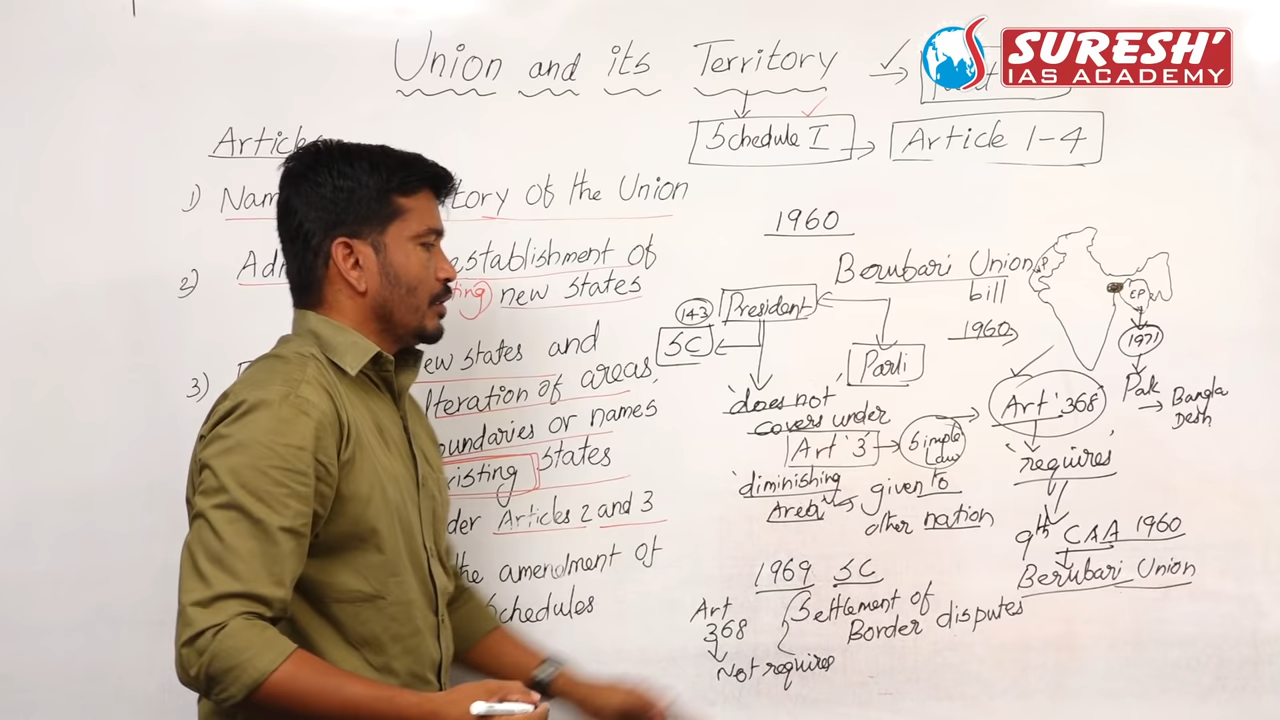 SURESH'
IAS ACADEMY
Union and its Territory
Schedule I → Article 1-4
Articles
1) Nam tory of the Union
2) establishment of
ting new states
3) ew states and
lteration of areas,
oundaries or names
xisting States
der Articles 2 and 3
the amendment of
Schedules
1960
Berubari Union
bill
1960
143
President
SC
Parli
'does not'
covers under
Art' 3 → Simple Law
'diminishing
Area' → given to
other nation
EP
1971
Pak
→ Bangla
Desh
Art' 368
'requires'
9th CAA 1960
Berubari Union
1969 SC
Settlement of
Border disputes
Art
368
Not requires